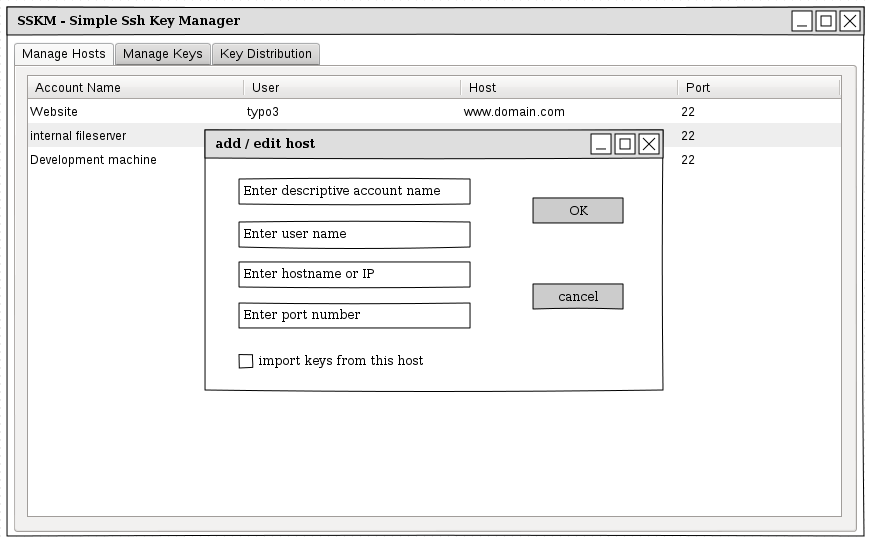 SSKM - Simple Ssh Key Manager
Manage Hosts Manage Keys Key Distribution
Account Name User Host Port
Website typo3 www.domain.com 22
internal fileserver 22
Development machine 22
add / edit host
Enter descriptive account name
OK
Enter user name
Enter hostname or IP
cancel
Enter port number
import keys from this host